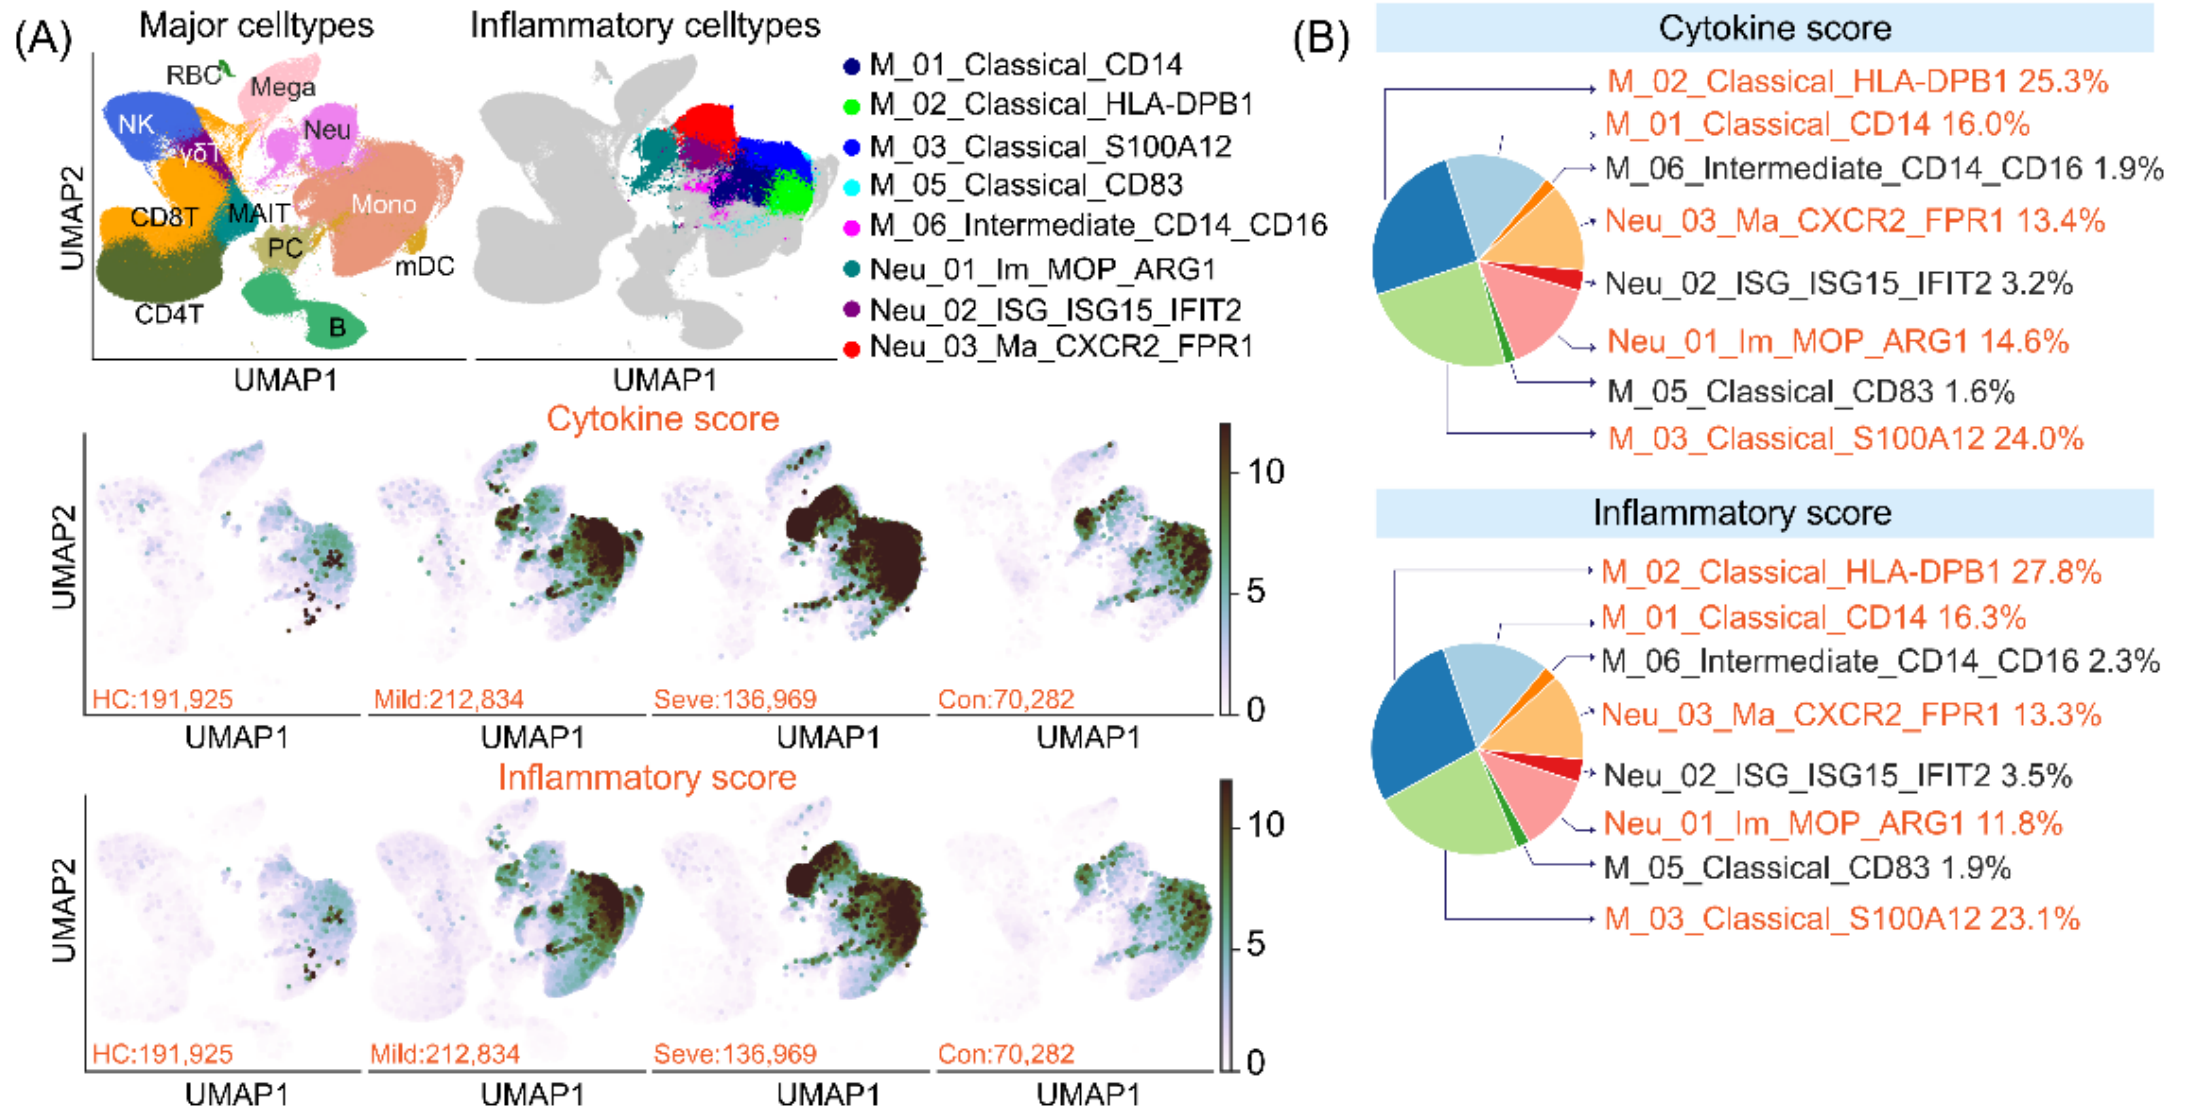 (A)
Major celltypes
RBC
Mega
NK
Neu
γδT
CD8T
MAIT
Mono
PC
mDC
CD4T
B
UMAP2
UMAP1
Inflammatory celltypes
UMAP1
M_01_Classical_CD14
M_02_Classical_HLA-DPB1
M_03_Classical_S100A12
M_05_Classical_CD83
M_06_Intermediate_CD14_CD16
Neu_01_Im_MOP_ARG1
Neu_02_ISG_ISG15_IFIT2
Neu_03_Ma_CXCR2_FPR1
Cytokine score
UMAP2
HC:191,925
Mild:212,834
Seve:136,969
Con:70,282
10
5
0
UMAP1
UMAP1
UMAP1
UMAP1
Inflammatory score
UMAP2
HC:191,925
Mild:212,834
Seve:136,969
Con:70,282
10
5
0
UMAP1
UMAP1
UMAP1
UMAP1
(B)
Cytokine score
M_02_Classical_HLA-DPB1 25.3%
M_01_Classical_CD14 16.0%
M_06_Intermediate_CD14_CD16 1.9%
Neu_03_Ma_CXCR2_FPR1 13.4%
Neu_02_ISG_ISG15_IFIT2 3.2%
Neu_01_Im_MOP_ARG1 14.6%
M_05_Classical_CD83 1.6%
M_03_Classical_S100A12 24.0%
Inflammatory score
M_02_Classical_HLA-DPB1 27.8%
M_01_Classical_CD14 16.3%
M_06_Intermediate_CD14_CD16 2.3%
Neu_03_Ma_CXCR2_FPR1 13.3%
Neu_02_ISG_ISG15_IFIT2 3.5%
Neu_01_Im_MOP_ARG1 11.8%
M_05_Classical_CD83 1.9%
M_03_Classical_S100A12 23.1%